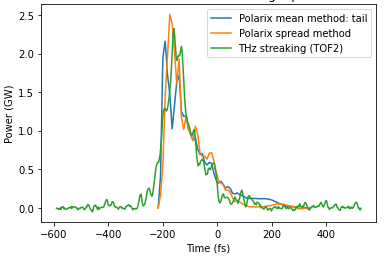 Polarix mean method: tail
Polarix spread method
THz streaking (TOF2)
Power (GW)
2.5
2.0
1.5
1.0
0.5
0.0
−600 −400 −200 0 200 400
Time (fs)